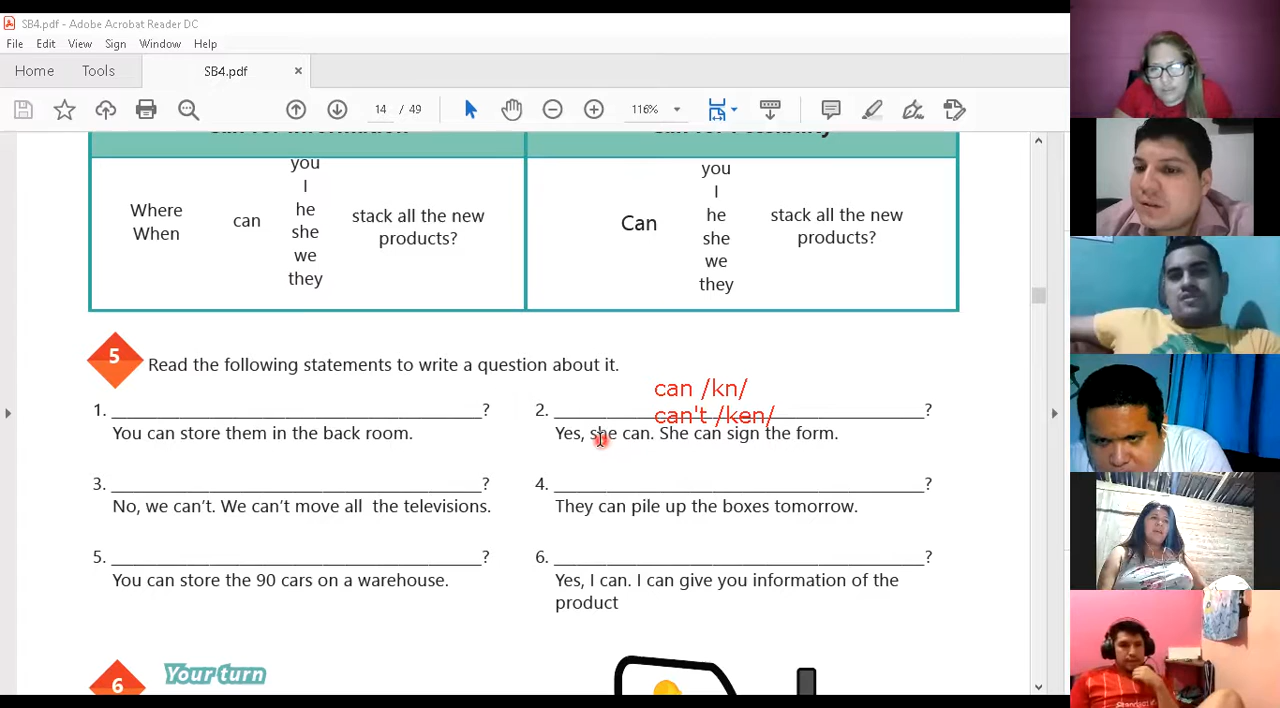 SB4.pdf - Adobe Acrobat Reader DC
File Edit View Sign Window Help
Home Tools SB4.pdf ×
14 / 49 116%
you you
I I
he he
she she
we we
they they
Where
When
can
stack all the new
products?
Can
stack all the new
products?
5 Read the following statements to write a question about it.
can /kn/
can't /ken/
1. ?
You can store them in the back room.
2. ?
Yes, she can. She can sign the form.
3. ?
No, we can't. We can't move all the televisions.
4. ?
They can pile up the boxes tomorrow.
5. ?
You can store the 90 cars on a warehouse.
6. ?
Yes, I can. I can give you information of the
product
6 Your turn